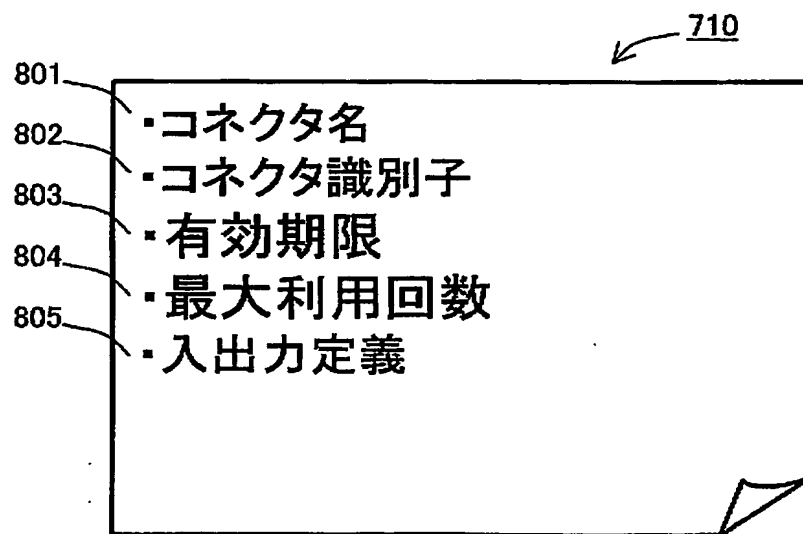 710
801 ・コネクタ名
802 ・コネクタ識別子
803 ・有効期限
804 ・最大利用回数
805 ・入出力定義